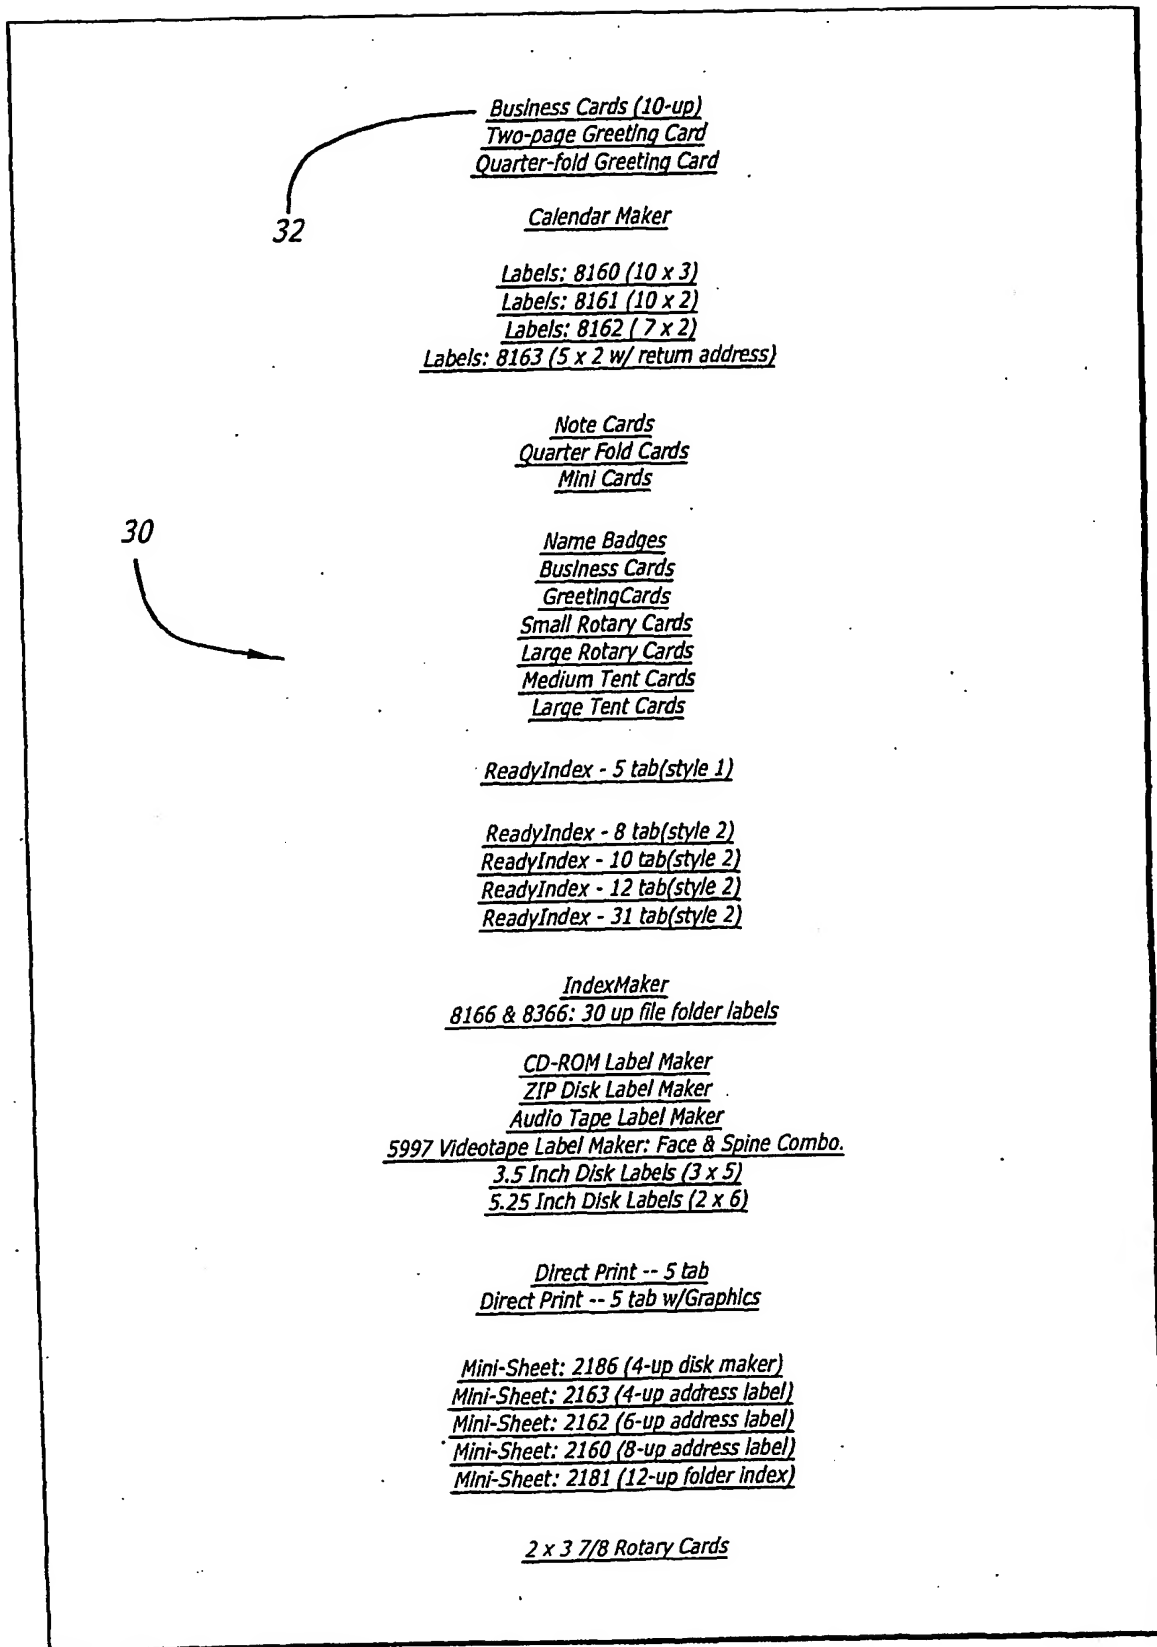 Business Cards (10-up)
Two-page Greeting Card
Quarter-fold Greeting Card
32
Calendar Maker
Labels: 8160 (10 x 3)
Labels: 8161 (10 x 2)
Labels: 8162 ( 7 x 2)
Labels: 8163 (5 x 2 w/ return address)
Note Cards
Quarter Fold Cards
Mini Cards
30
Name Badges
Business Cards
GreetingCards
Small Rotary Cards
Large Rotary Cards
Medium Tent Cards
Large Tent Cards
ReadyIndex - 5 tab(style 1)
ReadyIndex - 8 tab(style 2)
ReadyIndex - 10 tab(style 2)
ReadyIndex - 12 tab(style 2)
ReadyIndex - 31 tab(style 2)
IndexMaker
8166 & 8366: 30 up file folder labels
CD-ROM Label Maker
ZIP Disk Label Maker
Audio Tape Label Maker
5997 Videotape Label Maker: Face & Spine Combo.
3.5 Inch Disk Labels (3 x 5)
5.25 Inch Disk Labels (2 x 6)
Direct Print -- 5 tab
Direct Print -- 5 tab w/Graphics
Mini-Sheet: 2186 (4-up disk maker)
Mini-Sheet: 2163 (4-up address label)
Mini-Sheet: 2162 (6-up address label)
Mini-Sheet: 2160 (8-up address label)
Mini-Sheet: 2181 (12-up folder index)
2 x 3 7/8 Rotary Cards